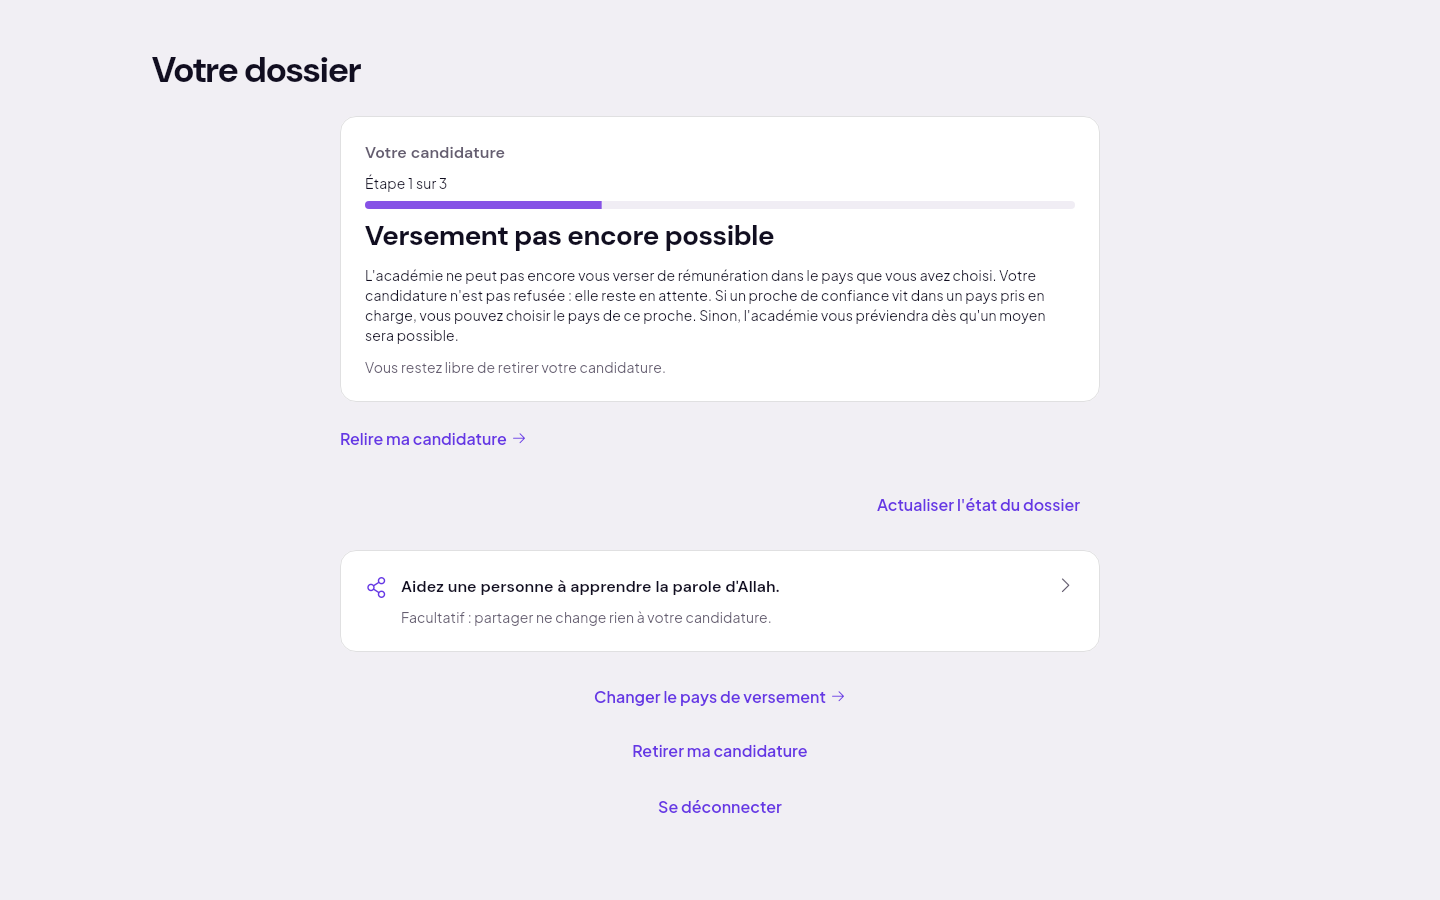 Votre dossier
Votre candidature
Étape 1 sur 3
Versement pas encore possible
L'académie ne peut pas encore vous verser de rémunération dans le pays que vous avez choisi. Votre
candidature n'est pas refusée : elle reste en attente. Si un proche de confiance vit dans un pays pris en
charge, vous pouvez choisir le pays de ce proche. Sinon, l'académie vous préviendra dès qu'un moyen
sera possible.
Vous restez libre de retirer votre candidature.
Relire ma candidature →
Actualiser l'état du dossier
Aidez une personne à apprendre la parole d'Allah.
Facultatif : partager ne change rien à votre candidature.
Changer le pays de versement →
Retirer ma candidature
Se déconnecter